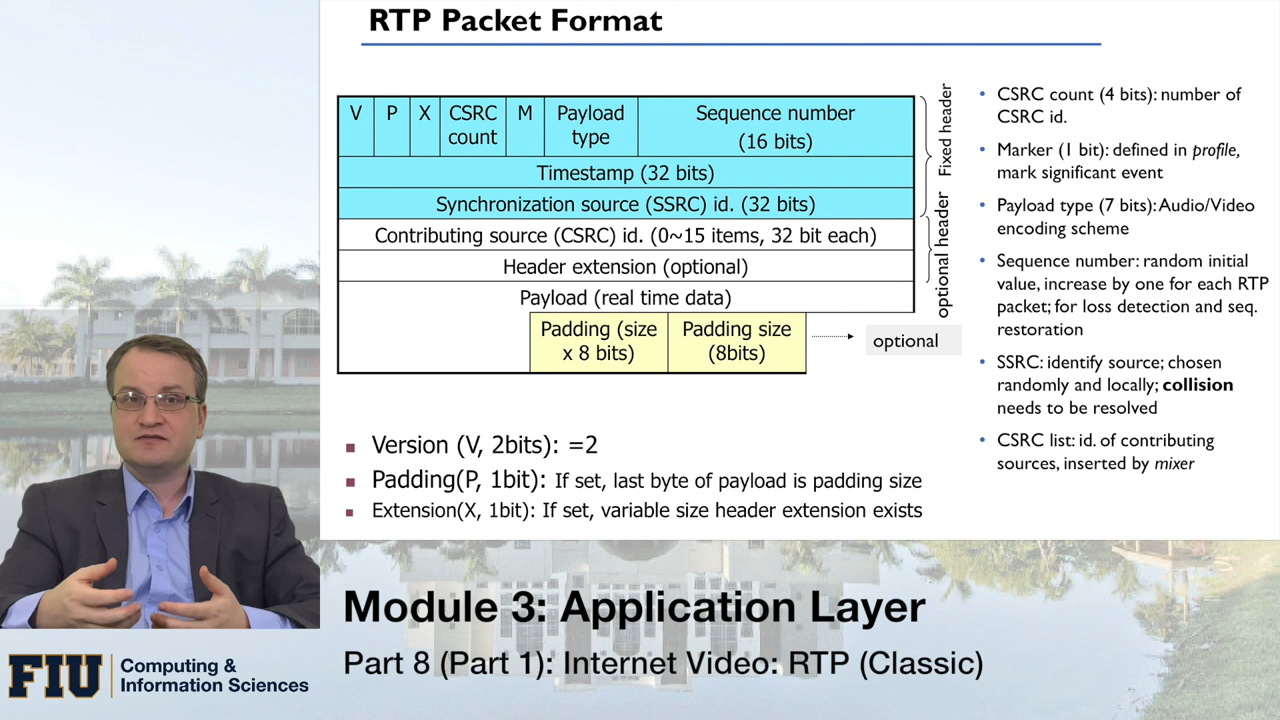 RTP Packet Format
V P X CSRC count M Payload type Sequence number (16 bits)
Timestamp (32 bits)
Synchronization source (SSRC) id. (32 bits)
Contributing source (CSRC) id. (0~15 items, 32 bit each)
Header extension (optional)
Payload (real time data)
Padding (size x 8 bits)
Padding size (8bits)
optional
Fixed header
optional header
▪ Version (V, 2bits): =2
▪ Padding(P, 1bit): If set, last byte of payload is padding size
▪ Extension(X, 1bit): If set, variable size header extension exists
• CSRC count (4 bits): number of
CSRC id.
• Marker (1 bit): defined in profile,
mark significant event
• Payload type (7 bits): Audio/Video
encoding scheme
• Sequence number: random initial
value, increase by one for each RTP
packet; for loss detection and seq.
restoration
• SSRC: identify source; chosen
randomly and locally; collision
needs to be resolved
• CSRC list: id. of contributing
sources, inserted by mixer
Module 3: Application Layer
Part 8 (Part 1): Internet Video: RTP (Classic)
FIU
Computing &
Information Sciences